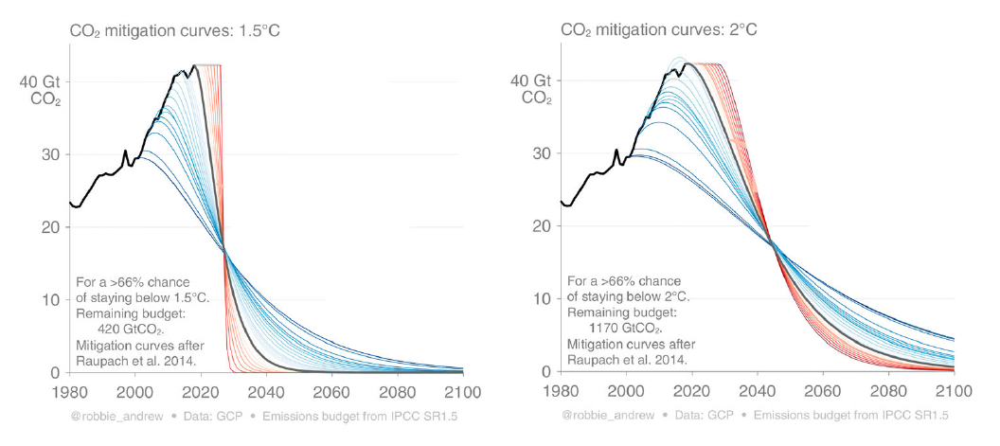 CO₂ mitigation curves: 1.5°C
40 Gt
CO₂
30
20
10
0
For a >66% chance
of staying below 1.5°C.
Remaining budget:
420 GtCO₂.
Mitigation curves after
Raupach et al. 2014.
1980 2000 2020 2040 2060 2080 2100
@robbie_andrew • Data: GCP • Emissions budget from IPCC SR1.5
CO₂ mitigation curves: 2°C
40 Gt
CO₂
30
20
10
0
For a >66% chance
of staying below 2°C.
Remaining budget:
1170 GtCO₂.
Mitigation curves after
Raupach et al. 2014.
1980 2000 2020 2040 2060 2080 2100
@robbie_andrew • Data: GCP • Emissions budget from IPCC SR1.5